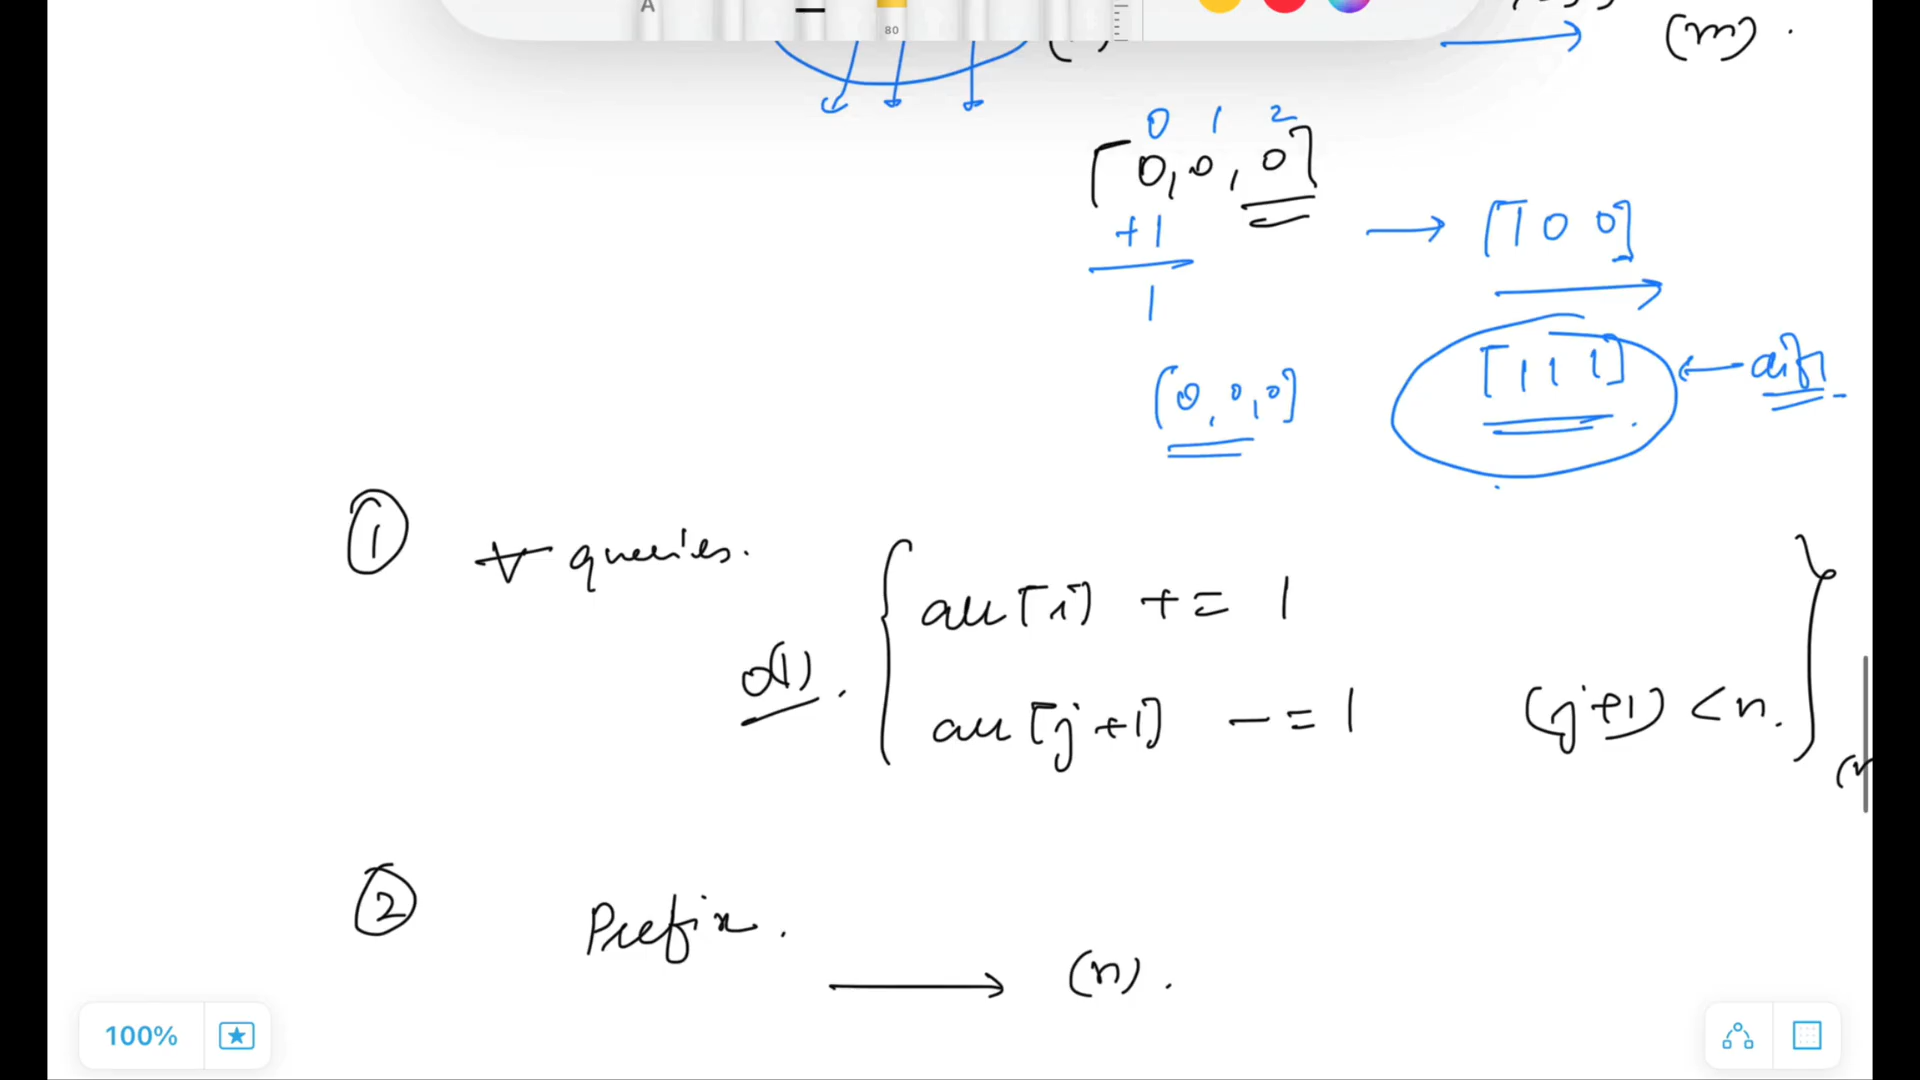 A
80
(m) .
0 1 2
[0, 0, 0]
+1
→ [1 0 0]
1
[1 1 1] ←
[0, 0, 0]
① ∀ queries.
arr[i] += 1
O(1).
arr[j+1] -= 1 (j+1) < n.
② Prefix.
→ (n).
100%